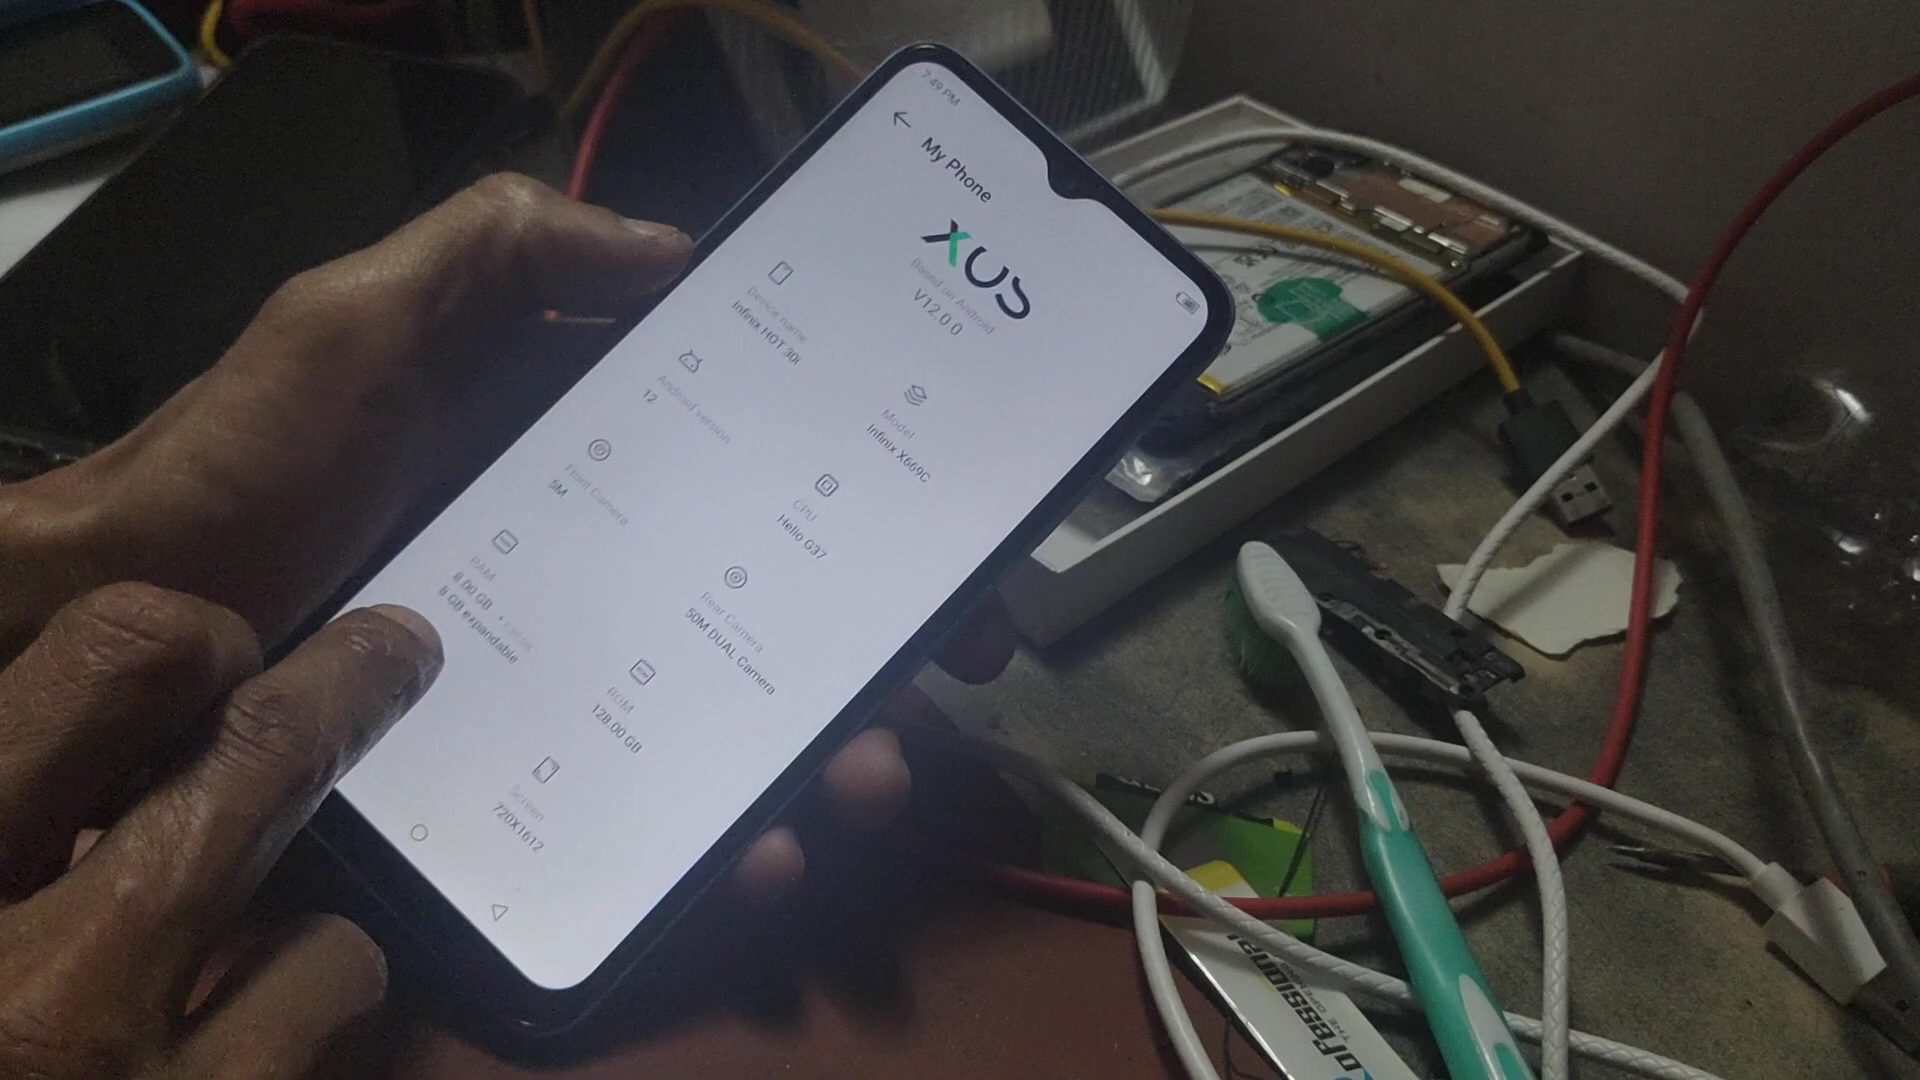 7:49 PM
My Phone
XOS
Based on Android
V12.0.0
Device name
Infinix HOT 30i
Model
Infinix X669C
Android version
12
CPU
Helio G37
Front Camera
5M
Rear Camera
50M DUAL Camera
RAM
8.00 GB +
8 GB expandable
ROM
128.00 GB
Screen
720X1612